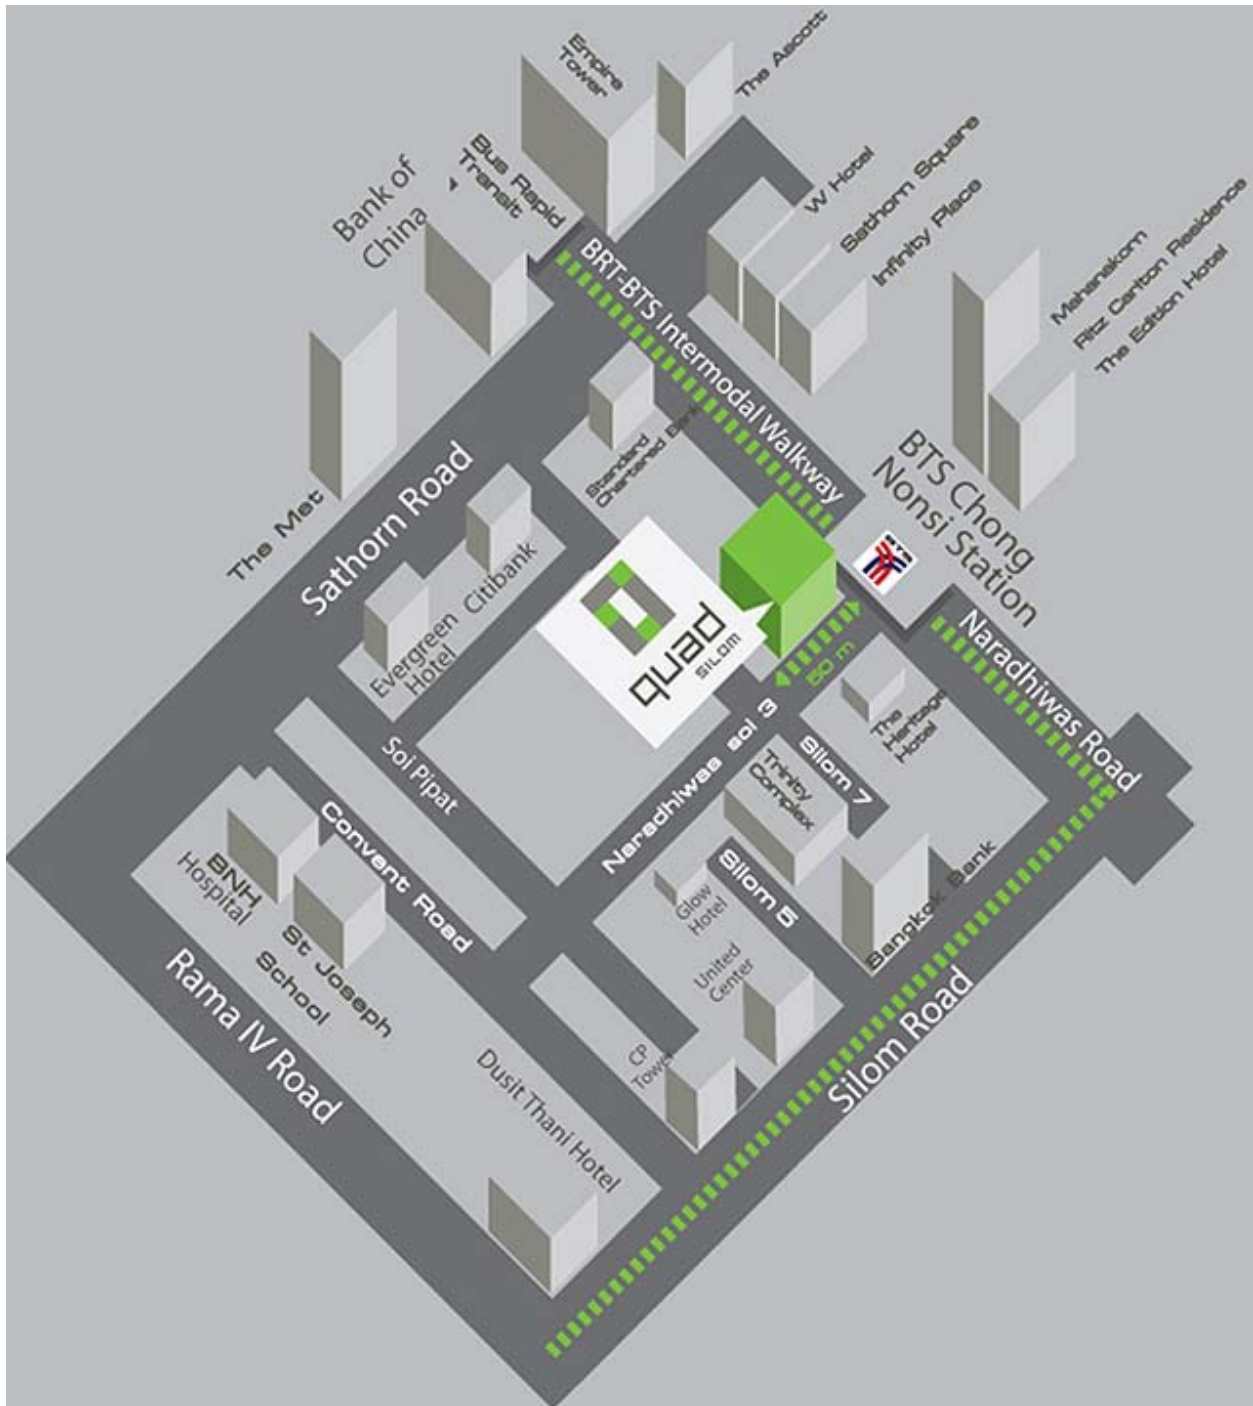 Empire
Tower
The Ascott
Bus Rapid
Transit
Bank of
China
W Hotel
Sathorn Square
Infinity Place
BRT-BTS Intermodal Walkway
Mahanakorn
Ritz Carlton Residence
The Edition Hotel
The Met
Sathorn Road
Standard
Chartered Bank
BTS Chong
Nonsi Station
BTS
Citibank
Evergreen
Hotel
quad
SILOM
50 m
Naradhiwas Road
The
Heritage
Hotel
Naradhiwas soi 3
Silom 7
Trinity
Complex
Soi Pipat
Convent Road
BNH
Hospital
St Joseph
School
Silom 5
Glow
Hotel
United
Center
Bangkok Bank
CP
Tower
Rama IV Road
Dusit Thani Hotel
Silom Road